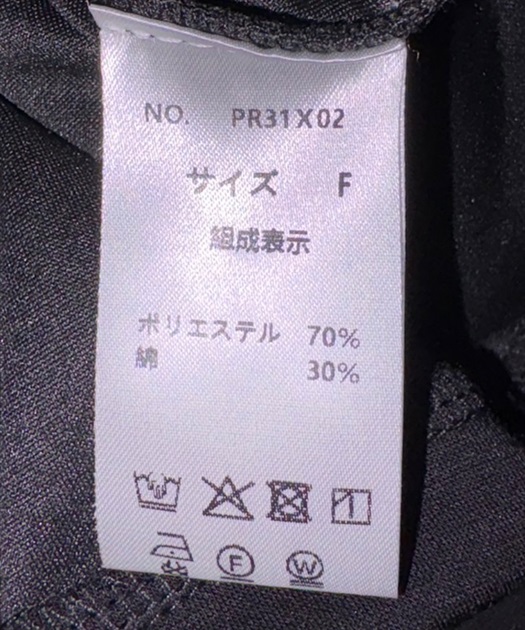 NO. PR31X02
サイズ F
組成表示
ポリエステル 70%
綿 30%
F W